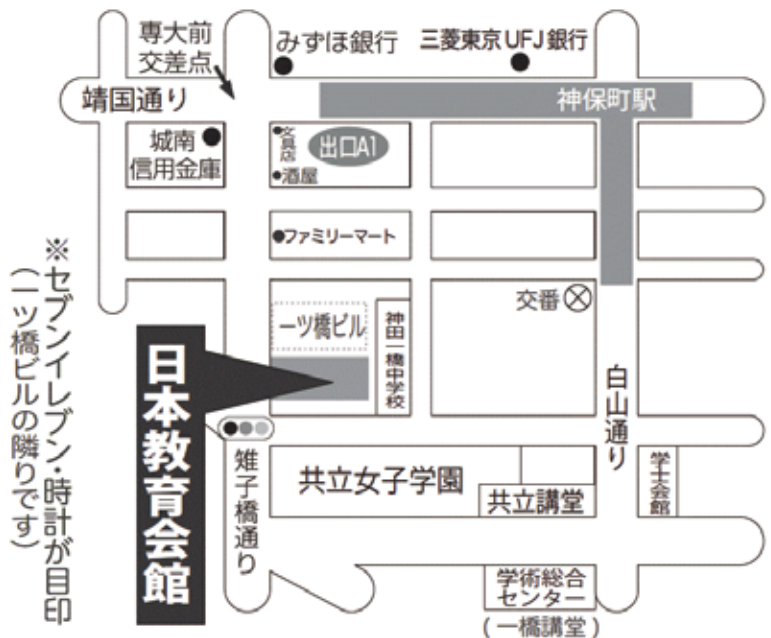 専大前
交差点
みずほ銀行
三菱東京UFJ銀行
靖国通り
神保町駅
城南
信用金庫
文具店
出口A1
酒屋
ファミリーマート
交番
一ツ橋ビル
神田一橋中学校
日本教育会館
※セブンイレブン・時計が目印
(一ツ橋ビルの隣りです)
白山通り
雉子橋通り
共立女子学園
共立講堂
学士会館
学術総合
センター
(一橋講堂)